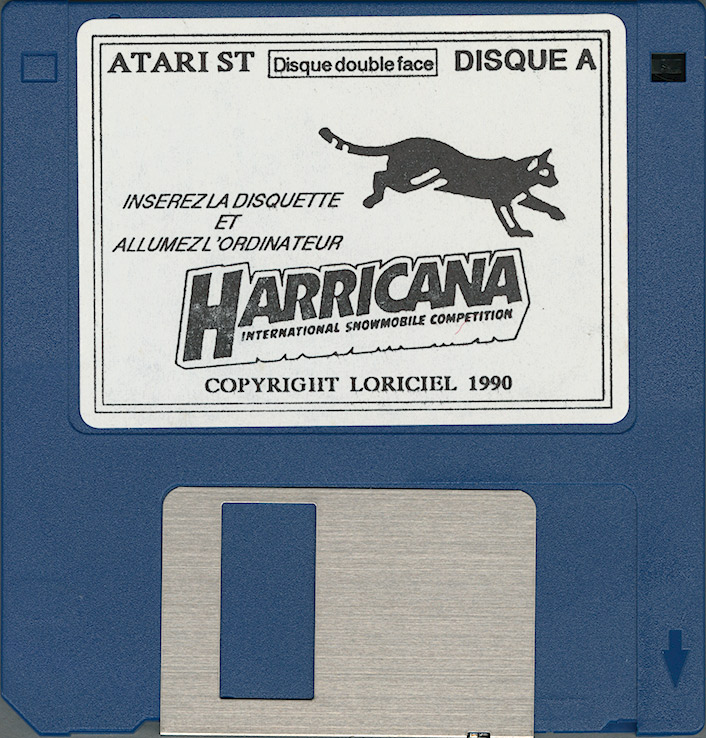 ATARI ST Disque double face DISQUE A
INSEREZ LA DISQUETTE
ET
ALLUMEZ L'ORDINATEUR
HARRICANA
INTERNATIONAL SNOWMOBILE COMPETITION
COPYRIGHT LORICIEL 1990